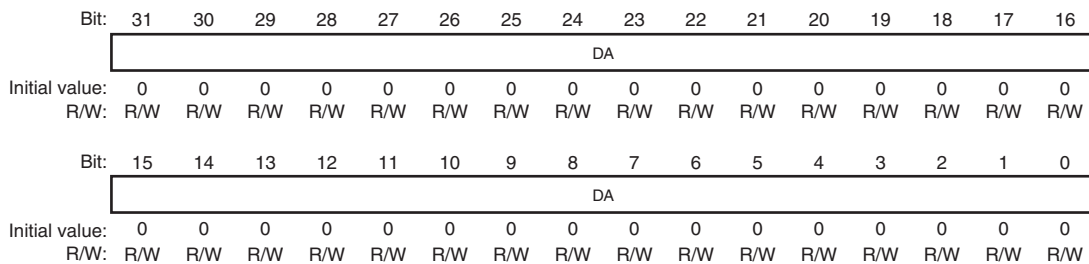 Bit: 31 30 29 28 27 26 25 24 23 22 21 20 19 18 17 16
DA
Initial value: 0 0 0 0 0 0 0 0 0 0 0 0 0 0 0 0
R/W: R/W R/W R/W R/W R/W R/W R/W R/W R/W R/W R/W R/W R/W R/W R/W R/W
Bit: 15 14 13 12 11 10 9 8 7 6 5 4 3 2 1 0
DA
Initial value: 0 0 0 0 0 0 0 0 0 0 0 0 0 0 0 0
R/W: R/W R/W R/W R/W R/W R/W R/W R/W R/W R/W R/W R/W R/W R/W R/W R/W